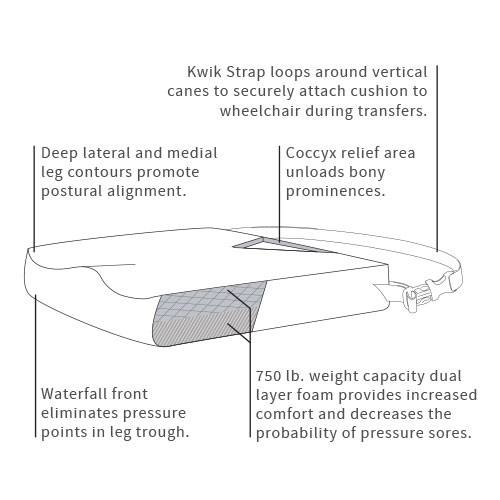 Kwik Strap loops around vertical
canes to securely attach cushion to
wheelchair during transfers.
Deep lateral and medial
leg contours promote
postural alignment.
Coccyx relief area
unloads bony
prominences.
Waterfall front
eliminates pressure
points in leg trough.
750 lb. weight capacity dual
layer foam provides increased
comfort and decreases the
probability of pressure sores.